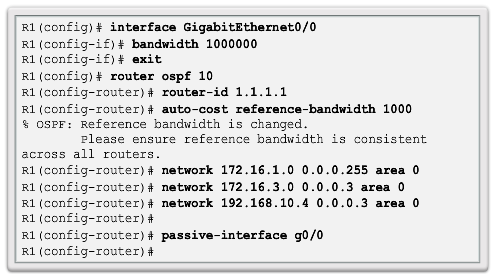 R1(config)# interface GigabitEthernet0/0
R1(config-if)# bandwidth 1000000
R1(config-if)# exit
R1(config)# router ospf 10
R1(config-router)# router-id 1.1.1.1
R1(config-router)# auto-cost reference-bandwidth 1000
% OSPF: Reference bandwidth is changed.
Please ensure reference bandwidth is consistent
across all routers.
R1(config-router)# network 172.16.1.0 0.0.0.255 area 0
R1(config-router)# network 172.16.3.0 0.0.0.3 area 0
R1(config-router)# network 192.168.10.4 0.0.0.3 area 0
R1(config-router)#
R1(config-router)# passive-interface g0/0
R1(config-router)#